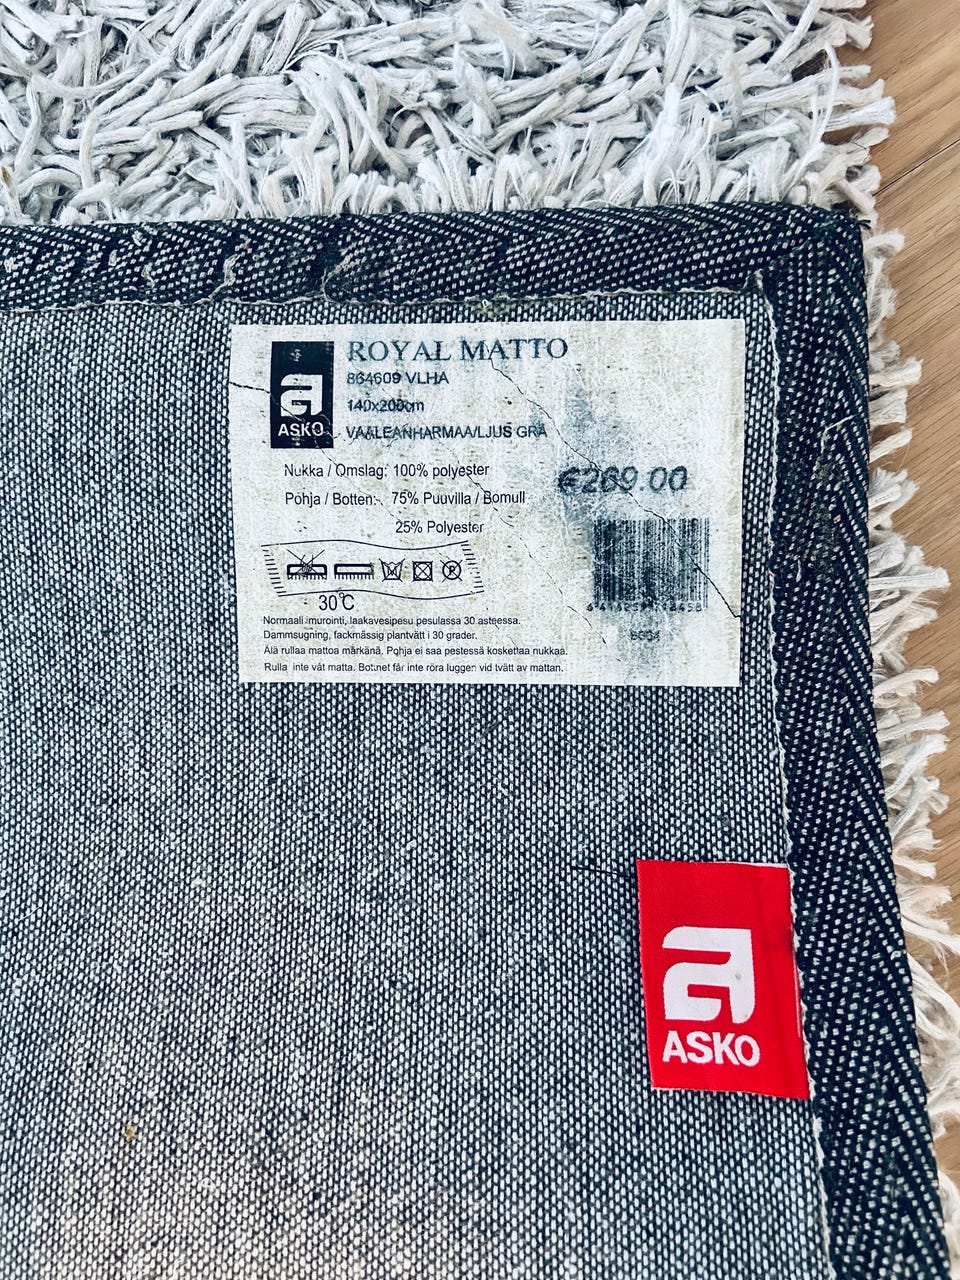 ROYAL MATTO
864609 VLHA
140x200cm
VAALEANHARMAA/LJUS GRÅ
a
ASKO
Nukka / Omslag: 100% polyester
Pohja / Botten: 75% Puuvilla / Bomull
25% Polyester
€269.00
30°C
Normaali imurointi, laakavesipesu pesulassa 30 asteessa.
Dammsugning, fackmässig plantvätt i 30 grader.
Älä rullaa mattoa märkänä. Pohja ei saa pestessä koskettaa nukkaa.
Rulla inte våt matta. Bottnet får inte röra luggen vid tvätt av mattan.
a
ASKO